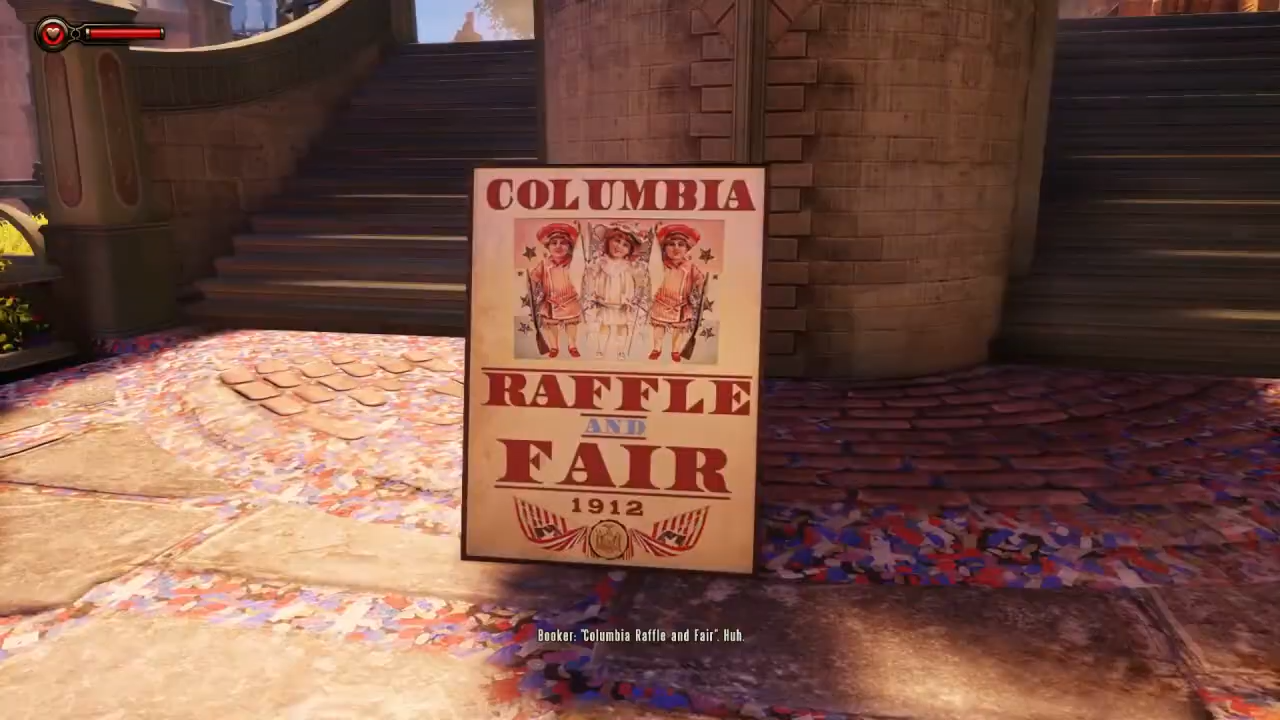 COLUMBIA
RAFFLE
AND
FAIR
1912
Booker: "Columbia Raffle and Fair". Huh.